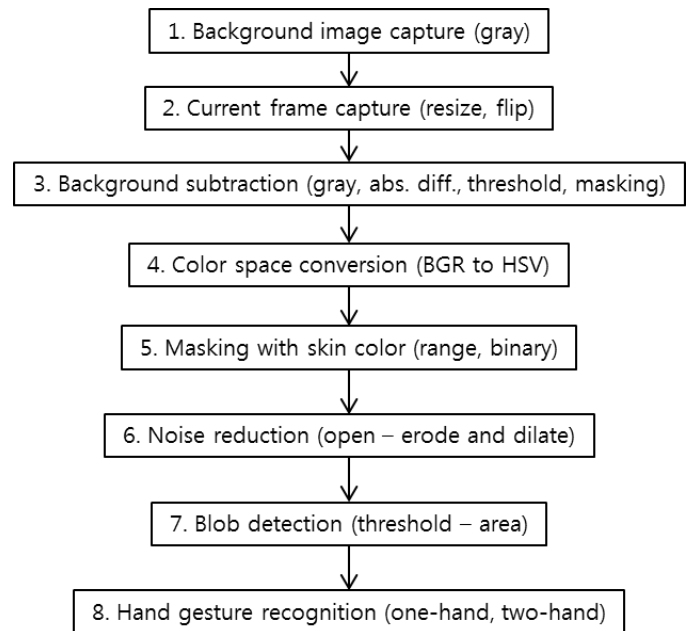 1. Background image capture (gray)
2. Current frame capture (resize, flip)
3. Background subtraction (gray, abs. diff., threshold, masking)
4. Color space conversion (BGR to HSV)
5. Masking with skin color (range, binary)
6. Noise reduction (open – erode and dilate)
7. Blob detection (threshold – area)
8. Hand gesture recognition (one-hand, two-hand)